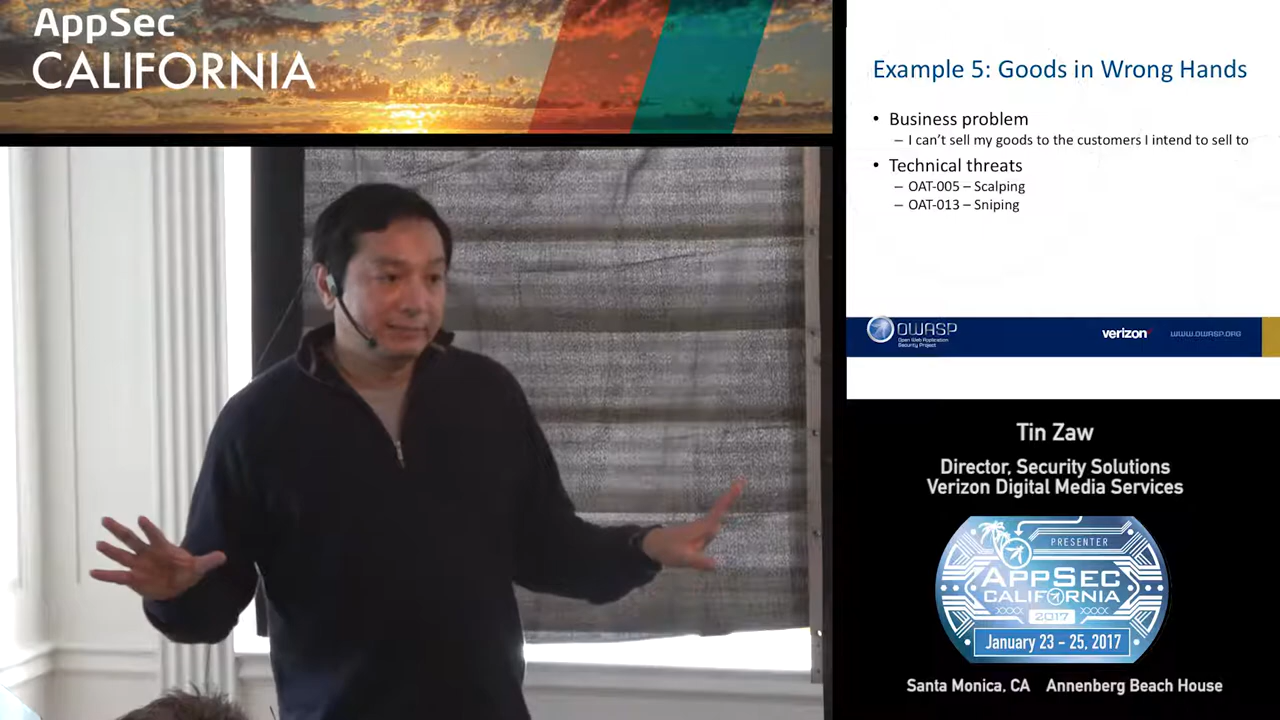 AppSec
CALIFORNIA
Example 5: Goods in Wrong Hands
• Business problem
– I can't sell my goods to the customers I intend to sell to
• Technical threats
– OAT-005 – Scalping
– OAT-013 – Sniping
OWASP
Open Web Application
Security Project
verizon
WWW.OWASP.ORG
Tin Zaw
Director, Security Solutions
Verizon Digital Media Services
PRESENTER
APPSEC
CALIFORNIA
2017
January 23 - 25, 2017
Santa Monica, CA Annenberg Beach House